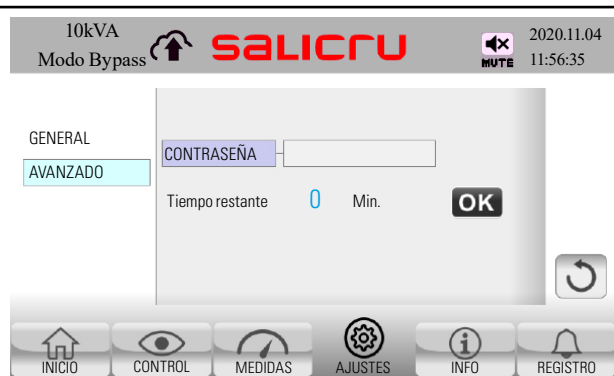 10kVA
Modo Bypass
salicru
MUTE
2020.11.04
11:56:35
GENERAL
AVANZADO
CONTRASEÑA
Tiempo restante 0 Min.
OK
INICIO CONTROL MEDIDAS AJUSTES INFO REGISTRO